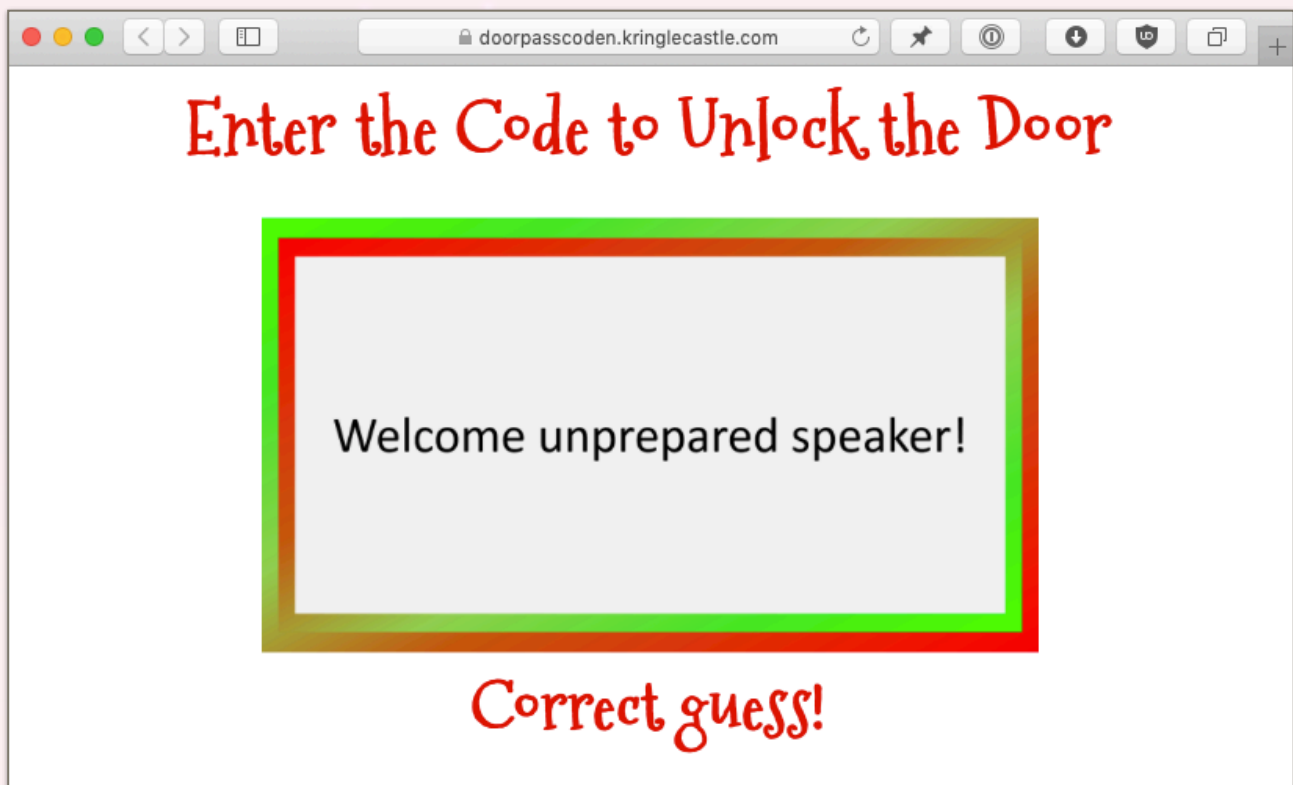 doorpasscoden.kringlecastle.com
Enter the Code to Unlock the Door
Welcome unprepared speaker!
Correct guess!